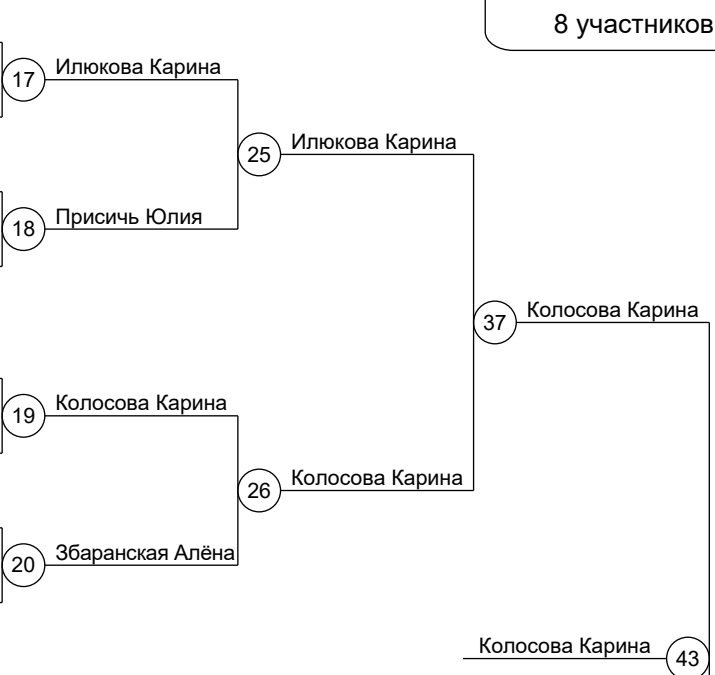 8 участников
17 Илюкова Карина
25 Илюкова Карина
18 Присичь Юлия
37 Колосова Карина
19 Колосова Карина
26 Колосова Карина
20 Збаранская Алёна
Колосова Карина 43